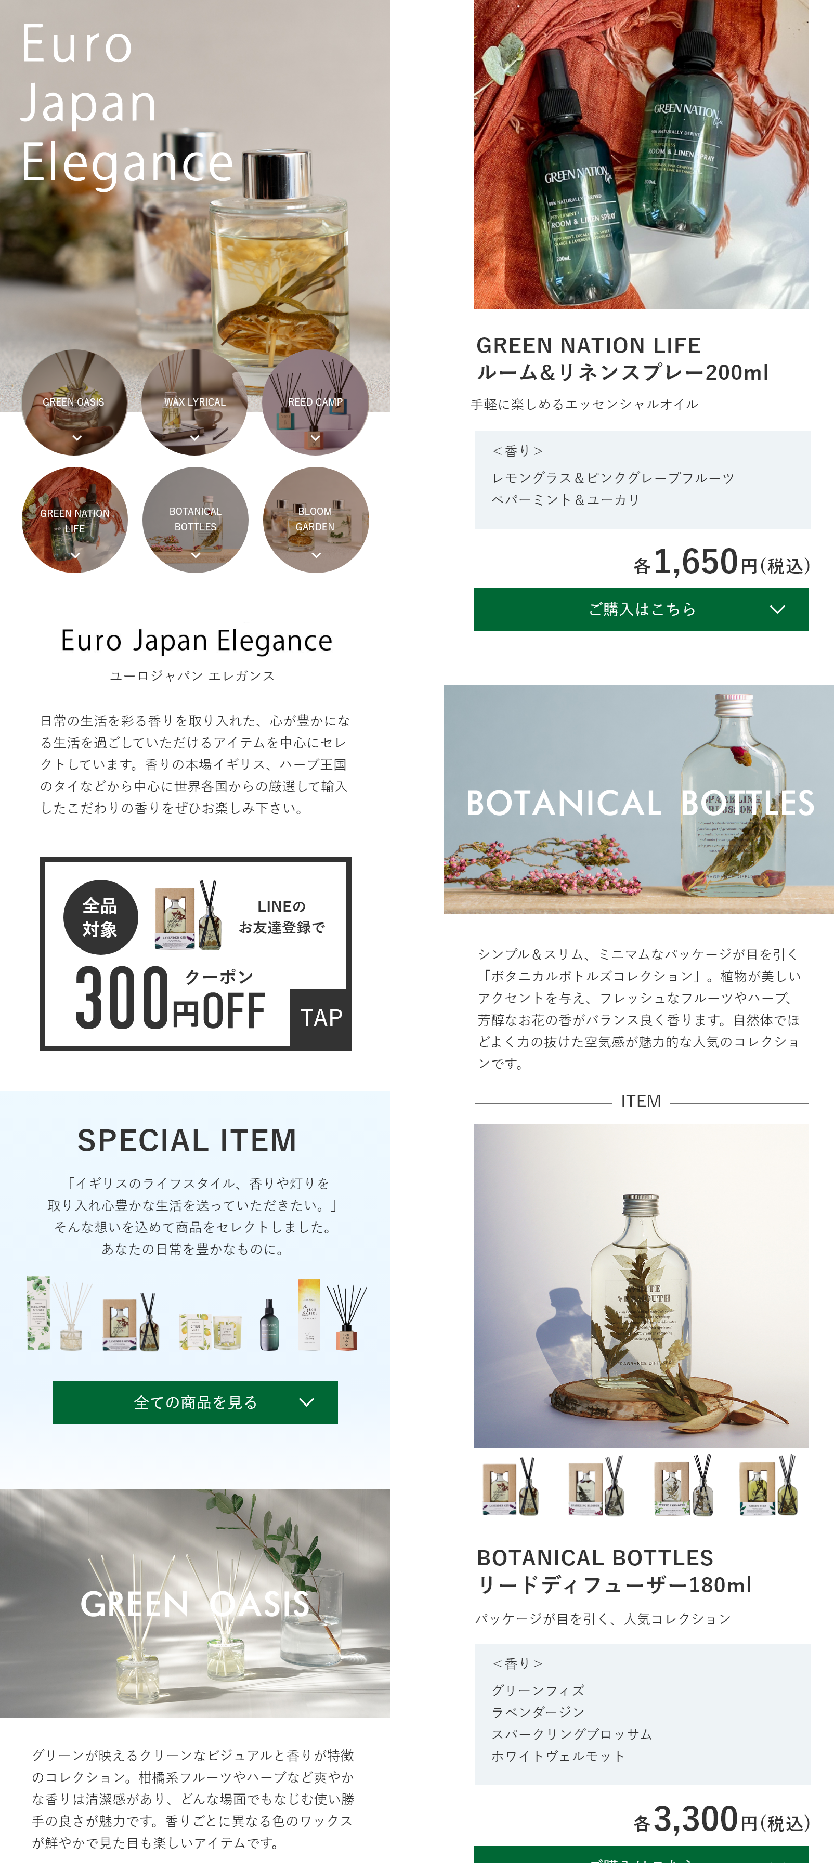 Euro
Japan
Elegance
GREEN OASIS
WAX LYRICAL
REED CAMP
GREEN NATION
LIFE
BOTANICAL
BOTTLES
BLOOM
GARDEN
Euro Japan Elegance
ユーロジャパン エレガンス
日常の生活を彩る香りを取り入れた、心が豊かにな
る生活を過ごしていただけるアイテムを中心にセレ
クトしています。香りの本場イギリス、ハーブ王国
のタイなどから中心に世界各国からの厳選して輸入
したこだわりの香りをぜひお楽しみ下さい。
全品
対象
LINEの
お友達登録で
300円OFF
クーポン
TAP
SPECIAL ITEM
「イギリスのライフスタイル、香りや灯りを
取り入れ心豊かな生活を送っていただきたい。」
そんな想いを込めて商品をセレクトしました。
あなたの日常を豊かなものに。
全ての商品を見る
GREEN OASIS
グリーンが映えるクリーンなビジュアルと香りが特徴
のコレクション。柑橘系フルーツやハーブなど爽やか
な香りは清潔感があり、どんな場面でもなじむ使い勝
手の良さが魅力です。香りごとに異なる色のワックス
が鮮やかで見た目も楽しいアイテムです。
GREEN NATION
life
ROOM & LINEN SPRAY
200mL
GREEN NATION
life
100% NATURALLY DERIVED
ROOM & LINEN SPRAY
200mL
GREEN NATION LIFE
ルーム&リネンスプレー200ml
手軽に楽しめるエッセンシャルオイル
＜香り＞
レモングラス＆ピンクグレープフルーツ
ペパーミント＆ユーカリ
各1,650円(税込)
ご購入はこちら
BOTANICAL BOTTLES
SPARKLING
BLOSSOM
シンプル＆スリム、ミニマムなパッケージが目を引く
「ボタニカルボトルズコレクション」。植物が美しい
アクセントを与え、フレッシュなフルーツやハーブ、
芳醇なお花の香がバランス良く香ります。自然体でほ
どよく力の抜けた空気感が魅力的な人気のコレクショ
ンです。
ITEM
WHITE
VERMOUTH
BOTANICAL BOTTLES
リードディフューザー180ml
パッケージが目を引く、人気コレクション
＜香り＞
グリーンフィズ
ラベンダージン
スパークリングブロッサム
ホワイトヴェルモット
各3,300円(税込)
ご購入はこちら